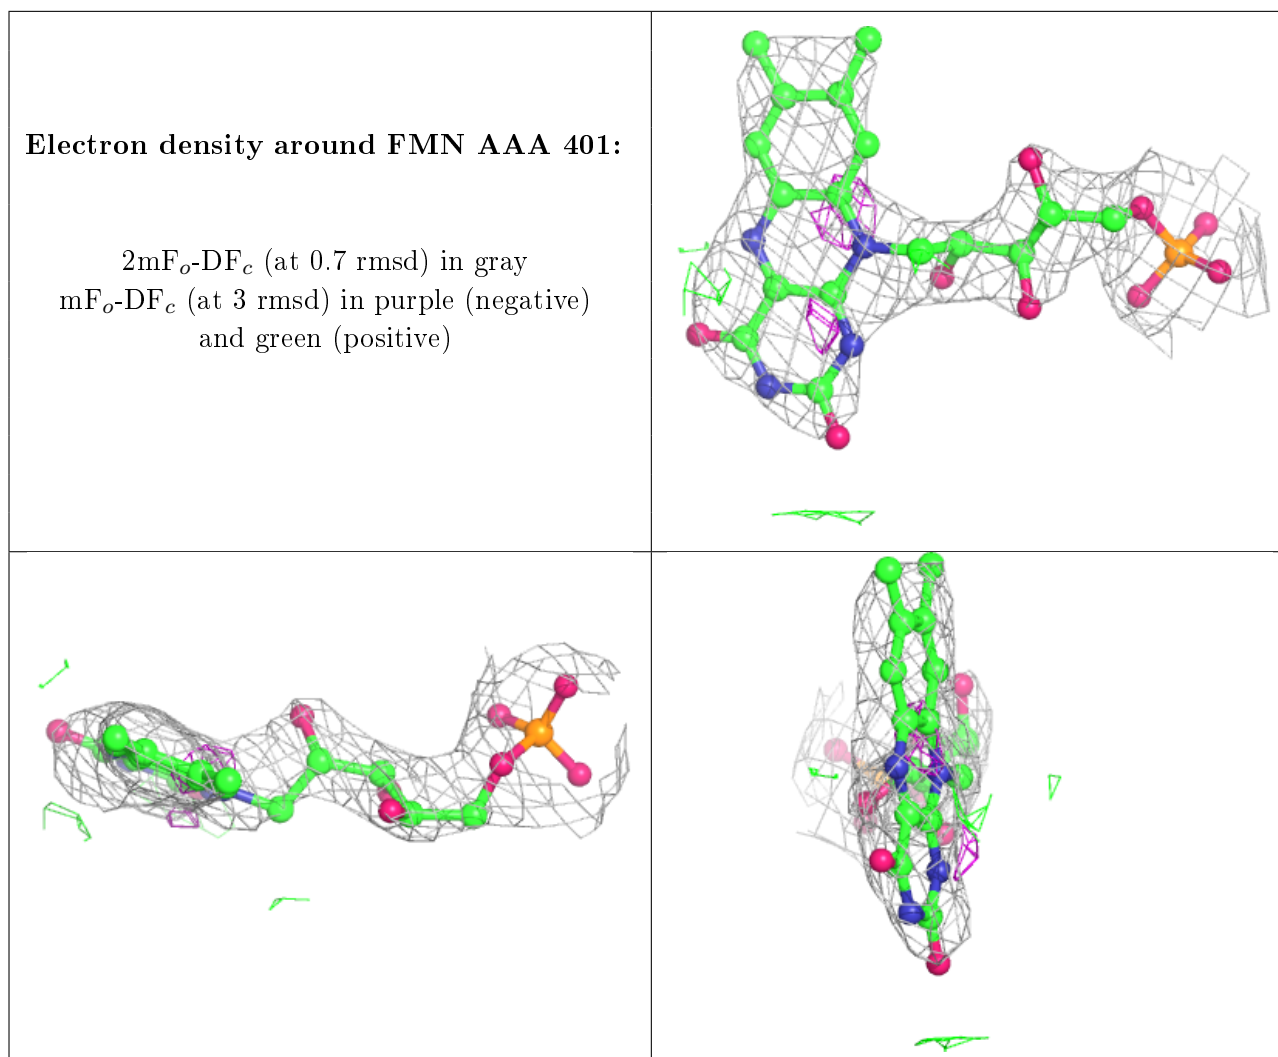 Electron density around FMN AAA 401:
2mFₒ-DF𝒸 (at 0.7 rmsd) in gray
mFₒ-DF𝒸 (at 3 rmsd) in purple (negative)
and green (positive)